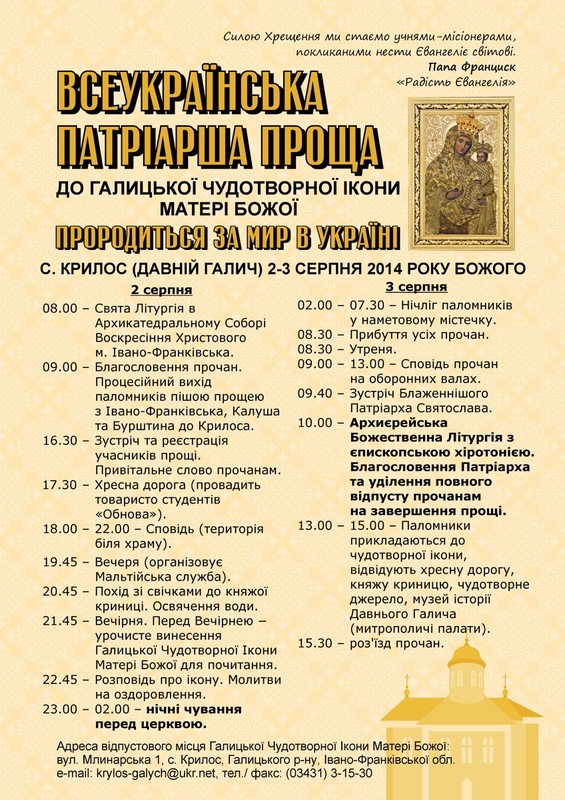 Силою Хрещення ми стаємо учнями-місіонерами,
покликаними нести Євангеліє світові.
Папа Франциск
«Радість Євангелія»
ВСЕУКРАЇНСЬКА
ПАТРІАРША ПРОЩА
ДО ГАЛИЦЬКОЇ ЧУДОТВОРНОЇ ІКОНИ
МАТЕРІ БОЖОЇ
ПРОРОДИТЬСЯ ЗА МИР В УКРАЇНІ
С. КРИЛОС (ДАВНІЙ ГАЛИЧ) 2-3 СЕРПНЯ 2014 РОКУ БОЖОГО
2 серпня
08.00 – Свята Літургія в
Архикатедральному Соборі
Воскресіння Христового
м. Івано-Франківська.
09.00 – Благословення прочан.
Процесійний вихід
паломників пішою прощею
з Івано-Франківська, Калуша
та Бурштина до Крилоса.
16.30 – Зустріч та реєстрація
учасників прощі.
Привітальне слово прочанам.
17.30 – Хресна дорога (провадить
товаристо студентів
«Обнова»).
18.00 – 22.00 – Сповідь (територія
біля храму).
19.45 – Вечеря (організовує
Мальтійська служба).
20.45 – Похід зі свічками до княжої
криниці. Освячення води.
21.45 – Вечірня. Перед Вечірнею –
урочисте винесення
Галицької Чудотворної Ікони
Матері Божої для почитання.
22.45 – Розповідь про ікону. Молитви
на оздоровлення.
23.00 – 02.00 – нічні чування
перед церквою.
3 серпня
02.00 – 07.30 – Нічліг паломників
у наметовому містечку.
08.30 – Прибуття усіх прочан.
08.30 – Утреня.
09.00 – 13.00 – Сповідь прочан
на оборонних валах.
09.40 – Зустріч Блаженнішого
Патріарха Святослава.
10.00 – Архиєрейська
Божественна Літургія з
єпископською хіротонією.
Благословення Патріарха
та уділення повного
відпусту прочанам
на завершення прощі.
13.00 – 15.00 – Паломники
прикладаються до
чудотворної ікони,
відвідують хресну дорогу,
княжу криницю, чудотворне
джерело, музей історії
Давнього Галича
(митрополичі палати).
15.30 – роз'їзд прочан.
Адреса відпустового місця Галицької Чудотворної Ікони Матері Божої:
вул. Млинарська 1, с. Крилос, Галицького р-ну, Івано-Франківської обл.
e-mail: krylos-galych@ukr.net, тел./ факс: (03431) 3-15-30